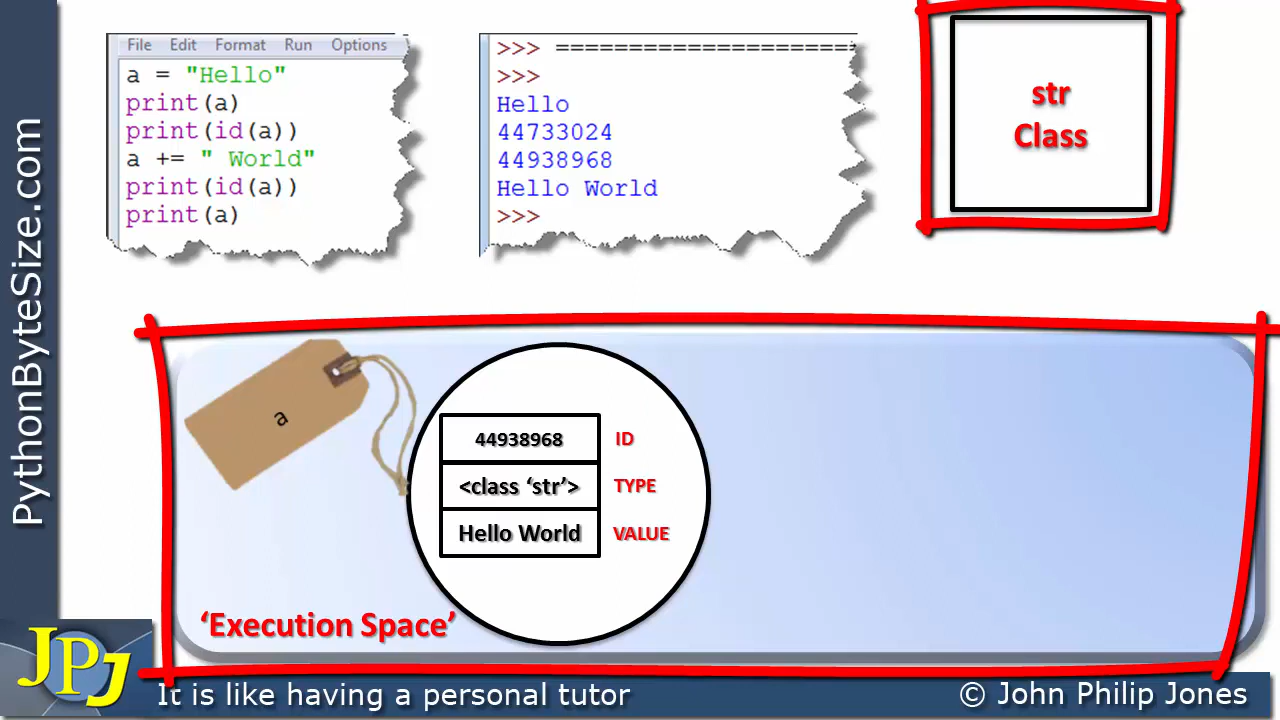 PythonByteSize.com
File Edit Format Run Options
a = "Hello"
print(a)
print(id(a))
a += " World"
print(id(a))
print(a)
>>> ======================
>>>
Hello
44733024
44938968
Hello World
>>>
str
Class
a
44938968 ID
<class ‘str’> TYPE
Hello World VALUE
‘Execution Space’
JPJ
It is like having a personal tutor
© John Philip Jones